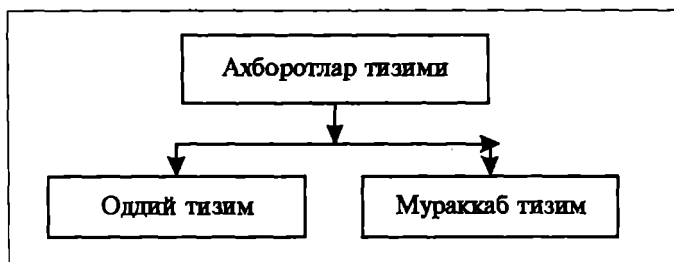 Ахборотлар тизими
Оддий тизим
Мураккаб тизим